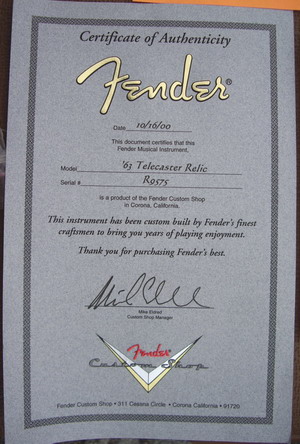 Certificate of Authenticity
Fender®
Date 10/16/00
This document certifies that this
Fender Musical Instrument,
Model '63 Telecaster Relic
Serial # R9575
is a product of the Fender Custom Shop
in Corona, California.
This instrument has been custom built by Fender's finest
craftsmen to bring you years of playing enjoyment.
Thank you for purchasing Fender's best.
Mike Eldred
Custom Shop Manager
Fender
Custom Shop
Fender Custom Shop • 311 Cessna Circle • Corona California • 91720